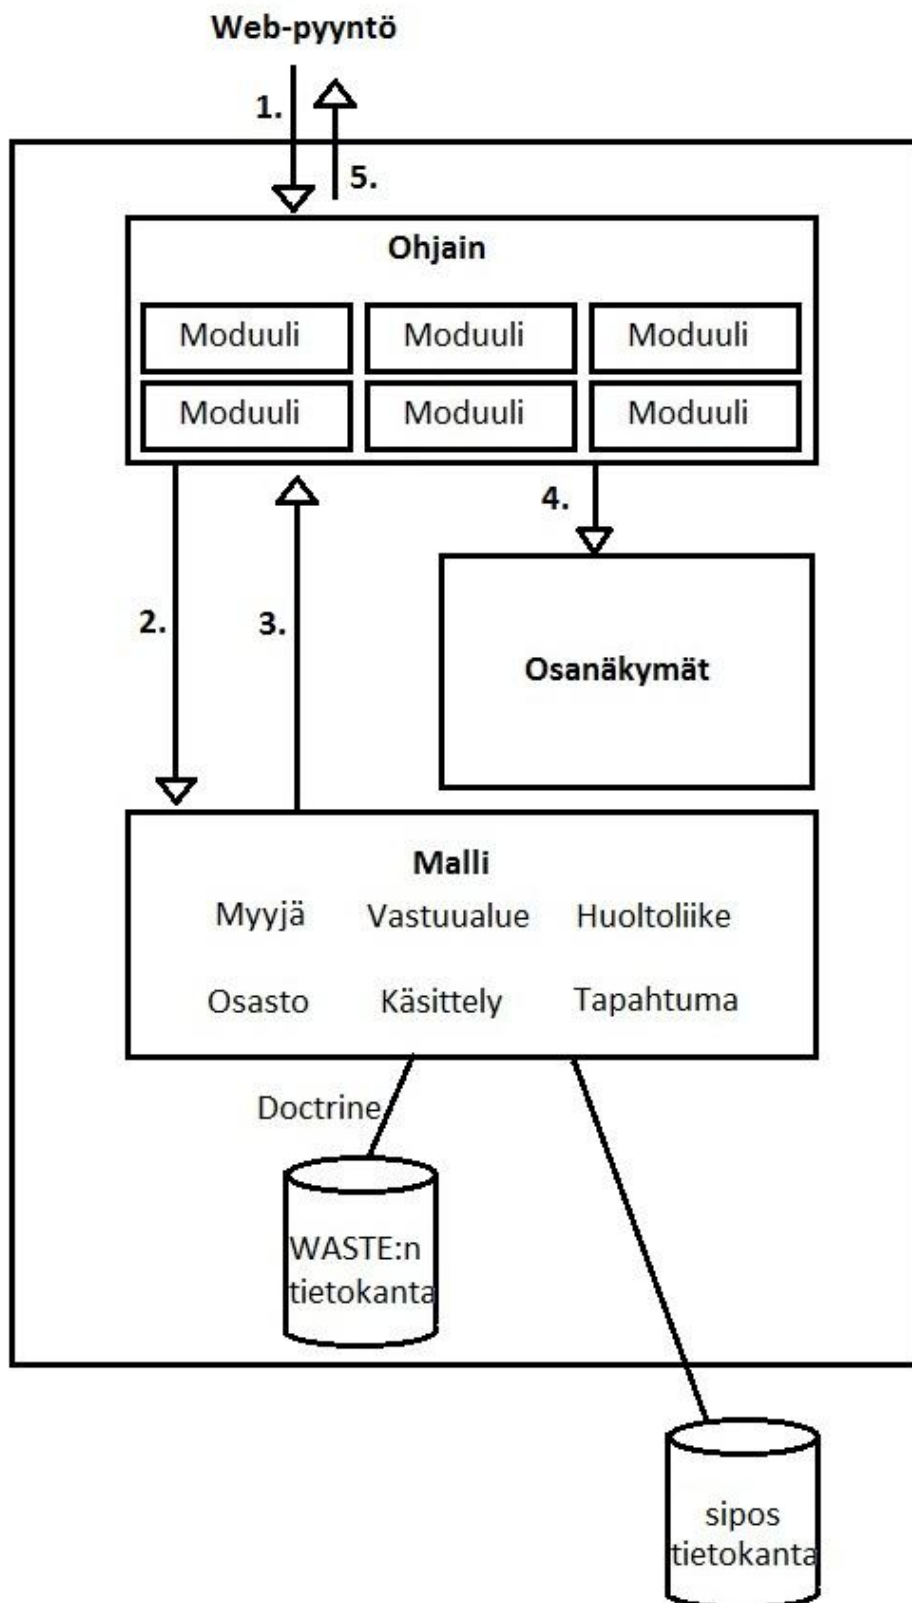 Web-pyyntö
1.
5.
Ohjain
Moduuli Moduuli Moduuli
Moduuli Moduuli Moduuli
4.
2.
3.
Osanäkymät
Malli
Myyjä Vastuualue Huoltoliike
Osasto Käsittely Tapahtuma
Doctrine
WASTE:n
tietokanta
sipos
tietokanta